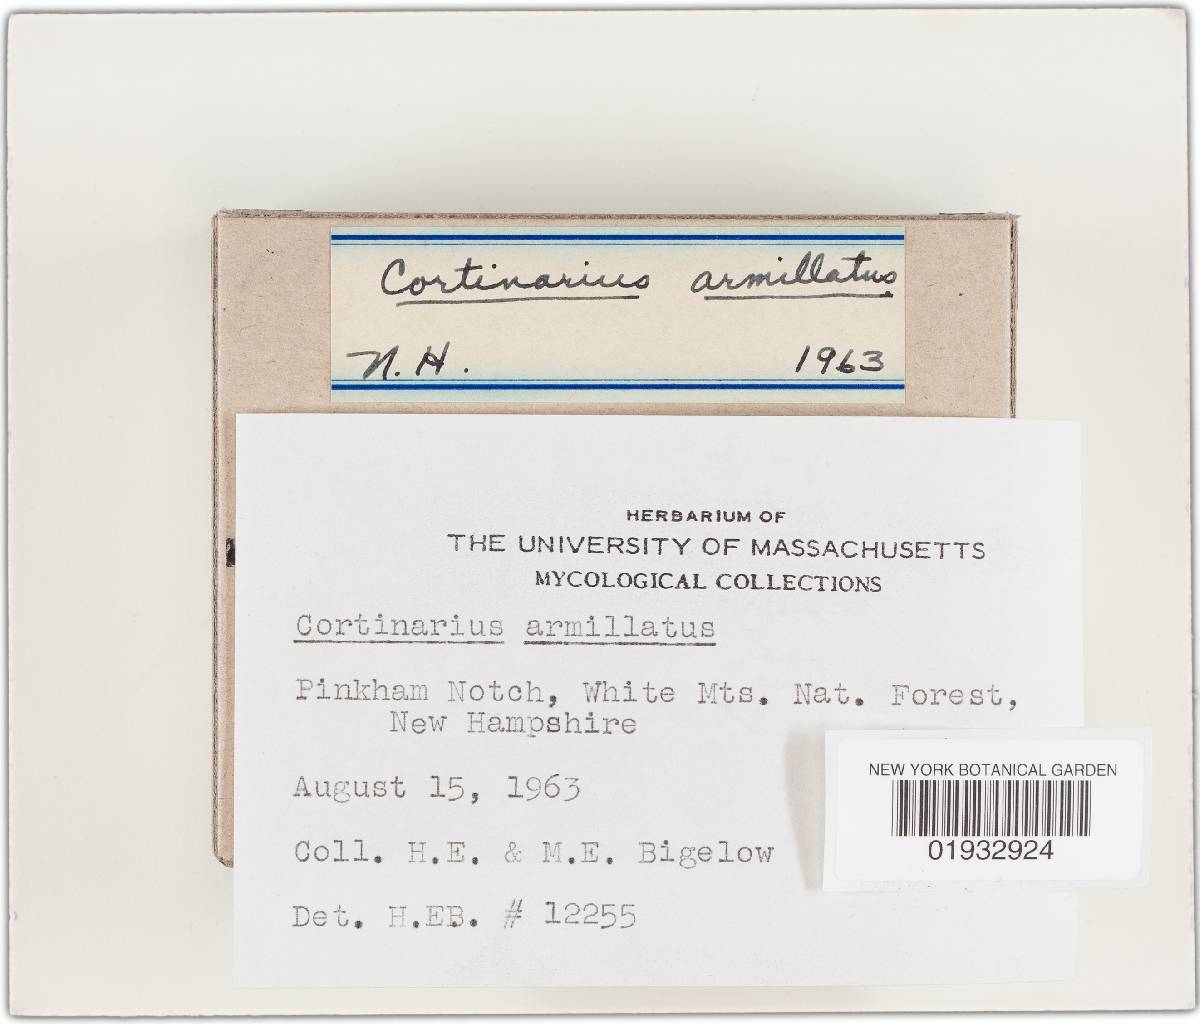 Cortinarius armillatus
N.H. 1963
HERBARIUM OF
THE UNIVERSITY OF MASSACHUSETTS
MYCOLOGICAL COLLECTIONS
Cortinarius armillatus
Pinkham Notch, White Mts. Nat. Forest,
New Hampshire
August 15, 1963
Coll. H.E. & M.E. Bigelow
Det. H.EB. # 12255
NEW YORK BOTANICAL GARDEN
01932924